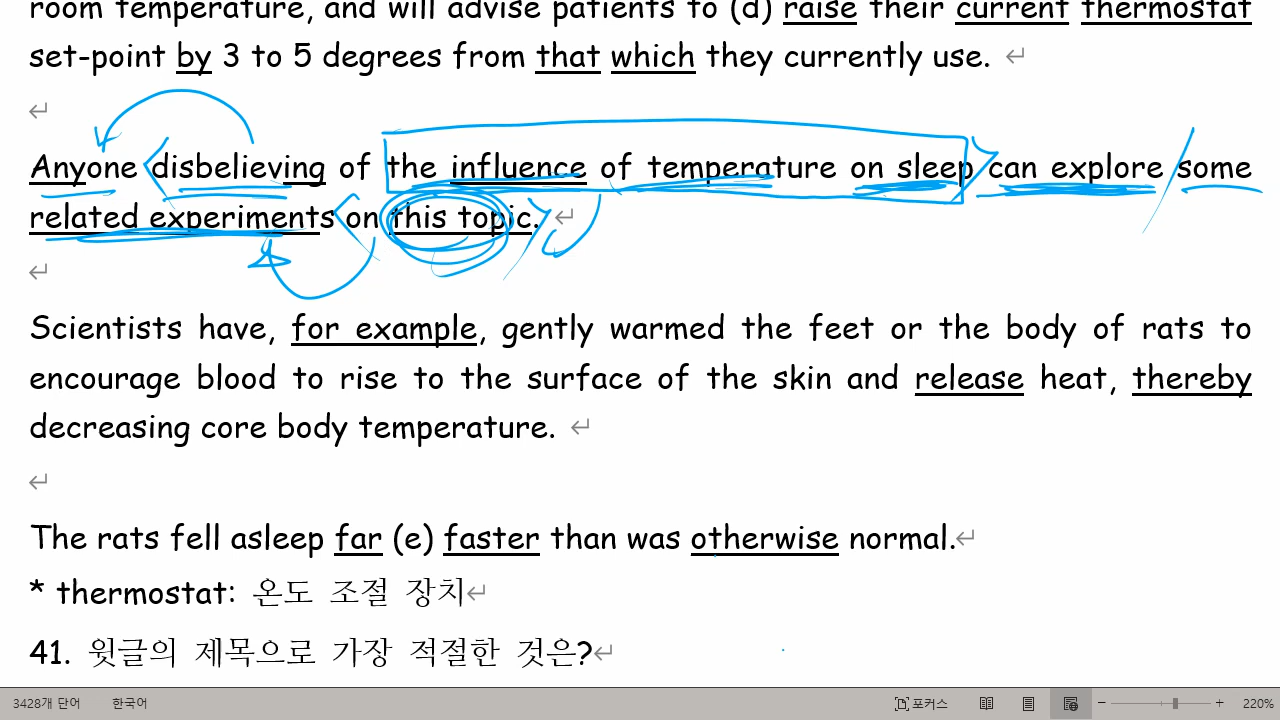 room temperature, and will advise patients to (d) raise their current thermostat
set-point by 3 to 5 degrees from that which they currently use.
Anyone disbelieving of the influence of temperature on sleep can explore some
related experiments on this topic.
Scientists have, for example, gently warmed the feet or the body of rats to
encourage blood to rise to the surface of the skin and release heat, thereby
decreasing core body temperature.
The rats fell asleep far (e) faster than was otherwise normal.
* thermostat: 온도 조절 장치
41. 윗글의 제목으로 가장 적절한 것은?
3428개 단어 한국어 포커스 220%